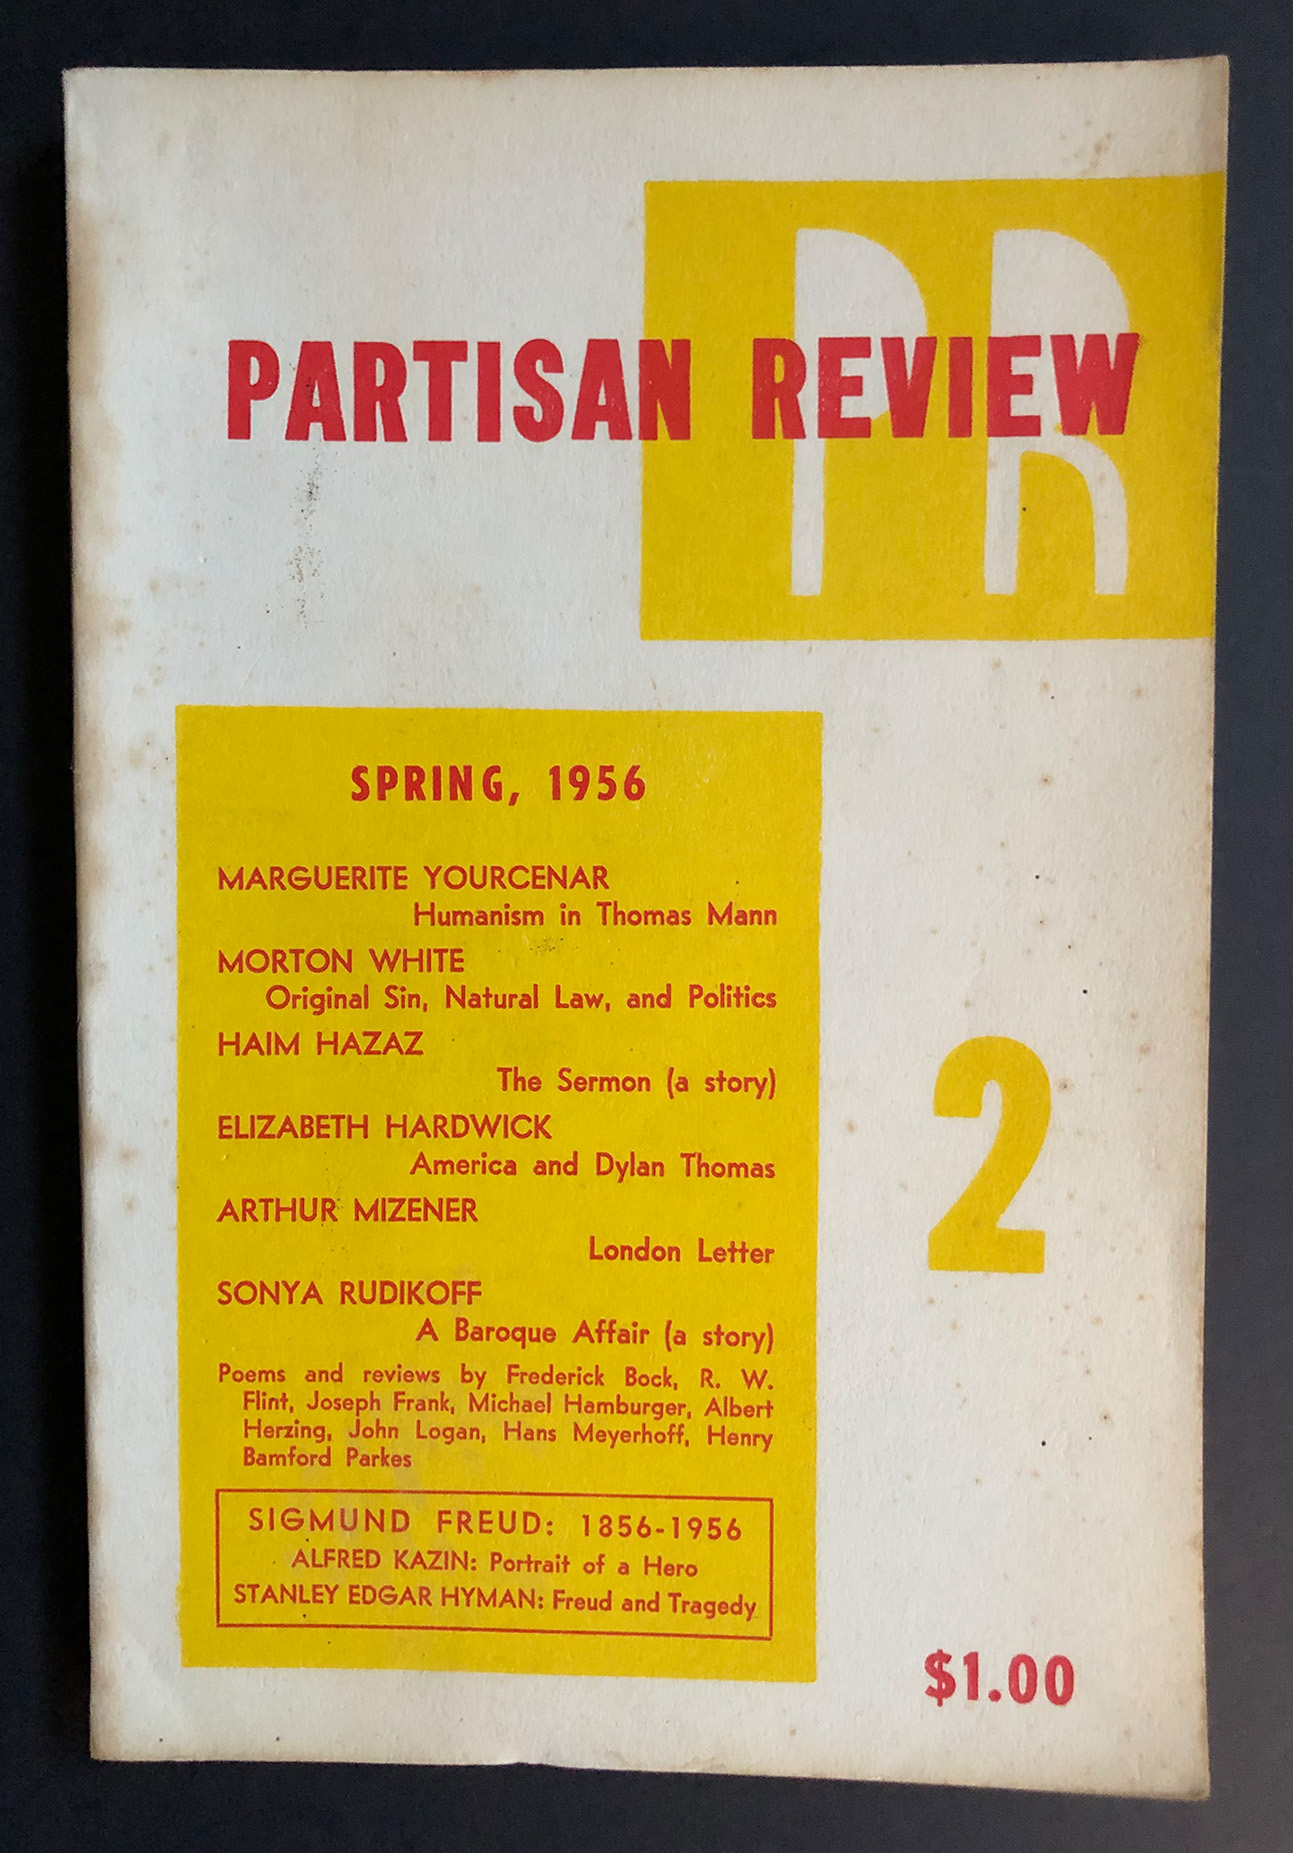 PR
PARTISAN REVIEW
SPRING, 1956
MARGUERITE YOURCENAR
Humanism in Thomas Mann
MORTON WHITE
Original Sin, Natural Law, and Politics
HAIM HAZAZ
The Sermon (a story)
ELIZABETH HARDWICK
America and Dylan Thomas
ARTHUR MIZENER
London Letter
SONYA RUDIKOFF
A Baroque Affair (a story)
Poems and reviews by Frederick Bock, R. W.
Flint, Joseph Frank, Michael Hamburger, Albert
Herzing, John Logan, Hans Meyerhoff, Henry
Bamford Parkes
SIGMUND FREUD: 1856-1956
ALFRED KAZIN: Portrait of a Hero
STANLEY EDGAR HYMAN: Freud and Tragedy
2
$1.00